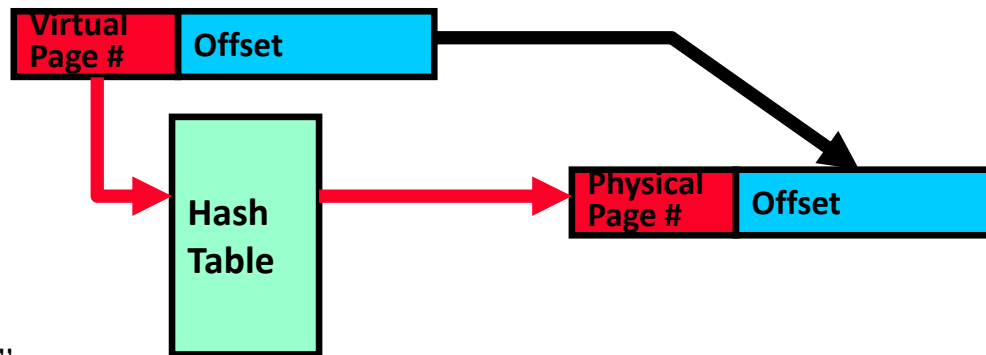 Virtual
Page #
Offset
Hash
Table
Physical
Page #
Offset